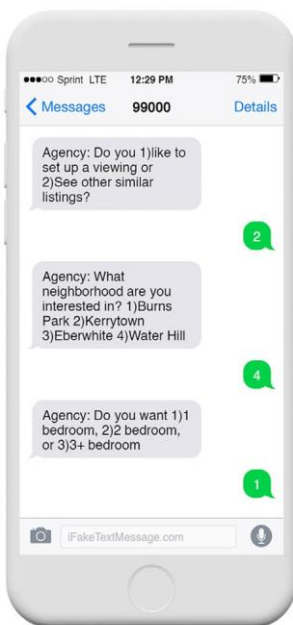 ●●●○○ Sprint LTE 12:29 PM 75%
Messages 99000 Details
Agency: Do you 1)like to
set up a viewing or
2)See other similar
listings?
2
Agency: What
neighborhood are you
interested in? 1)Burns
Park 2)Kerrytown
3)Eberwhite 4)Water Hill
4
Agency: Do you want 1)1
bedroom, 2)2 bedroom,
or 3)3+ bedroom
1
iFakeTextMessage.com